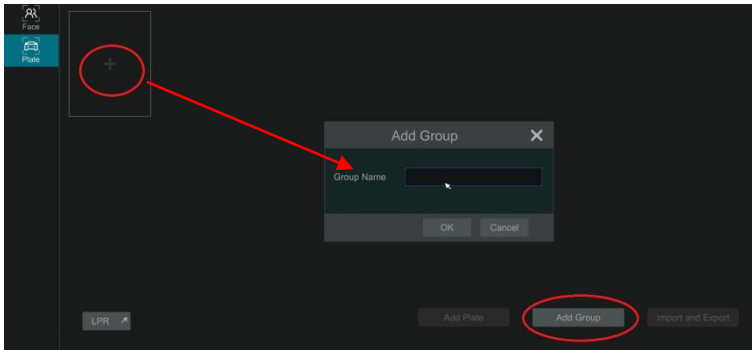 Face
Plate
Add Group
Group Name
OK Cancel
LPR
Add Plate Add Group Import and Export